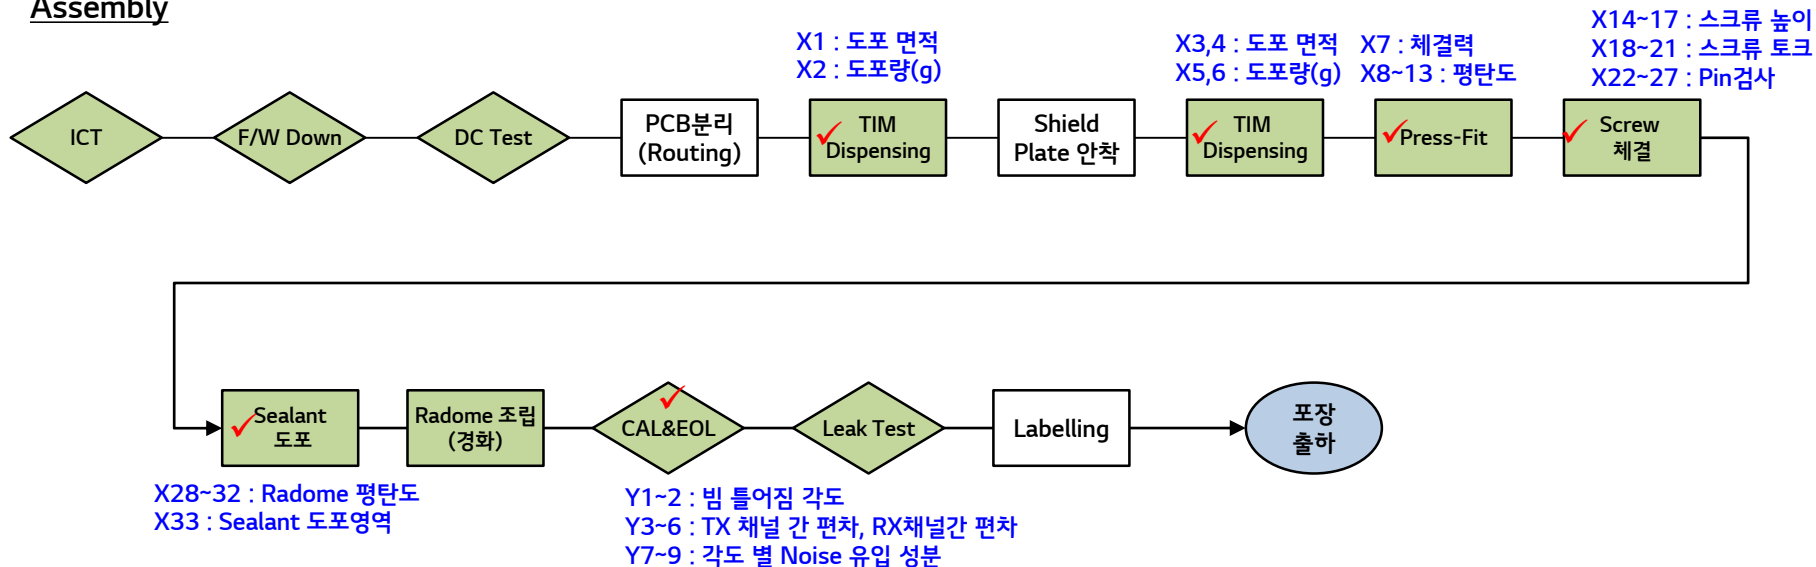 Assembly
X14~17 : 스크류 높이
X18~21 : 스크류 토크
X22~27 : Pin검사
X1 : 도포 면적
X2 : 도포량(g)
X3,4 : 도포 면적
X5,6 : 도포량(g)
X7 : 체결력
X8~13 : 평탄도
ICT
F/W Down
DC Test
PCB분리
(Routing)
TIM
Dispensing
Shield
Plate 안착
TIM
Dispensing
Press-Fit
Screw
체결
Sealant
도포
Radome 조립
(경화)
CAL&EOL
Leak Test
Labelling
포장
출하
X28~32 : Radome 평탄도
X33 : Sealant 도포영역
Y1~2 : 빔 틀어짐 각도
Y3~6 : TX 채널 간 편차, RX채널간 편차
Y7~9 : 각도 별 Noise 유입 성분